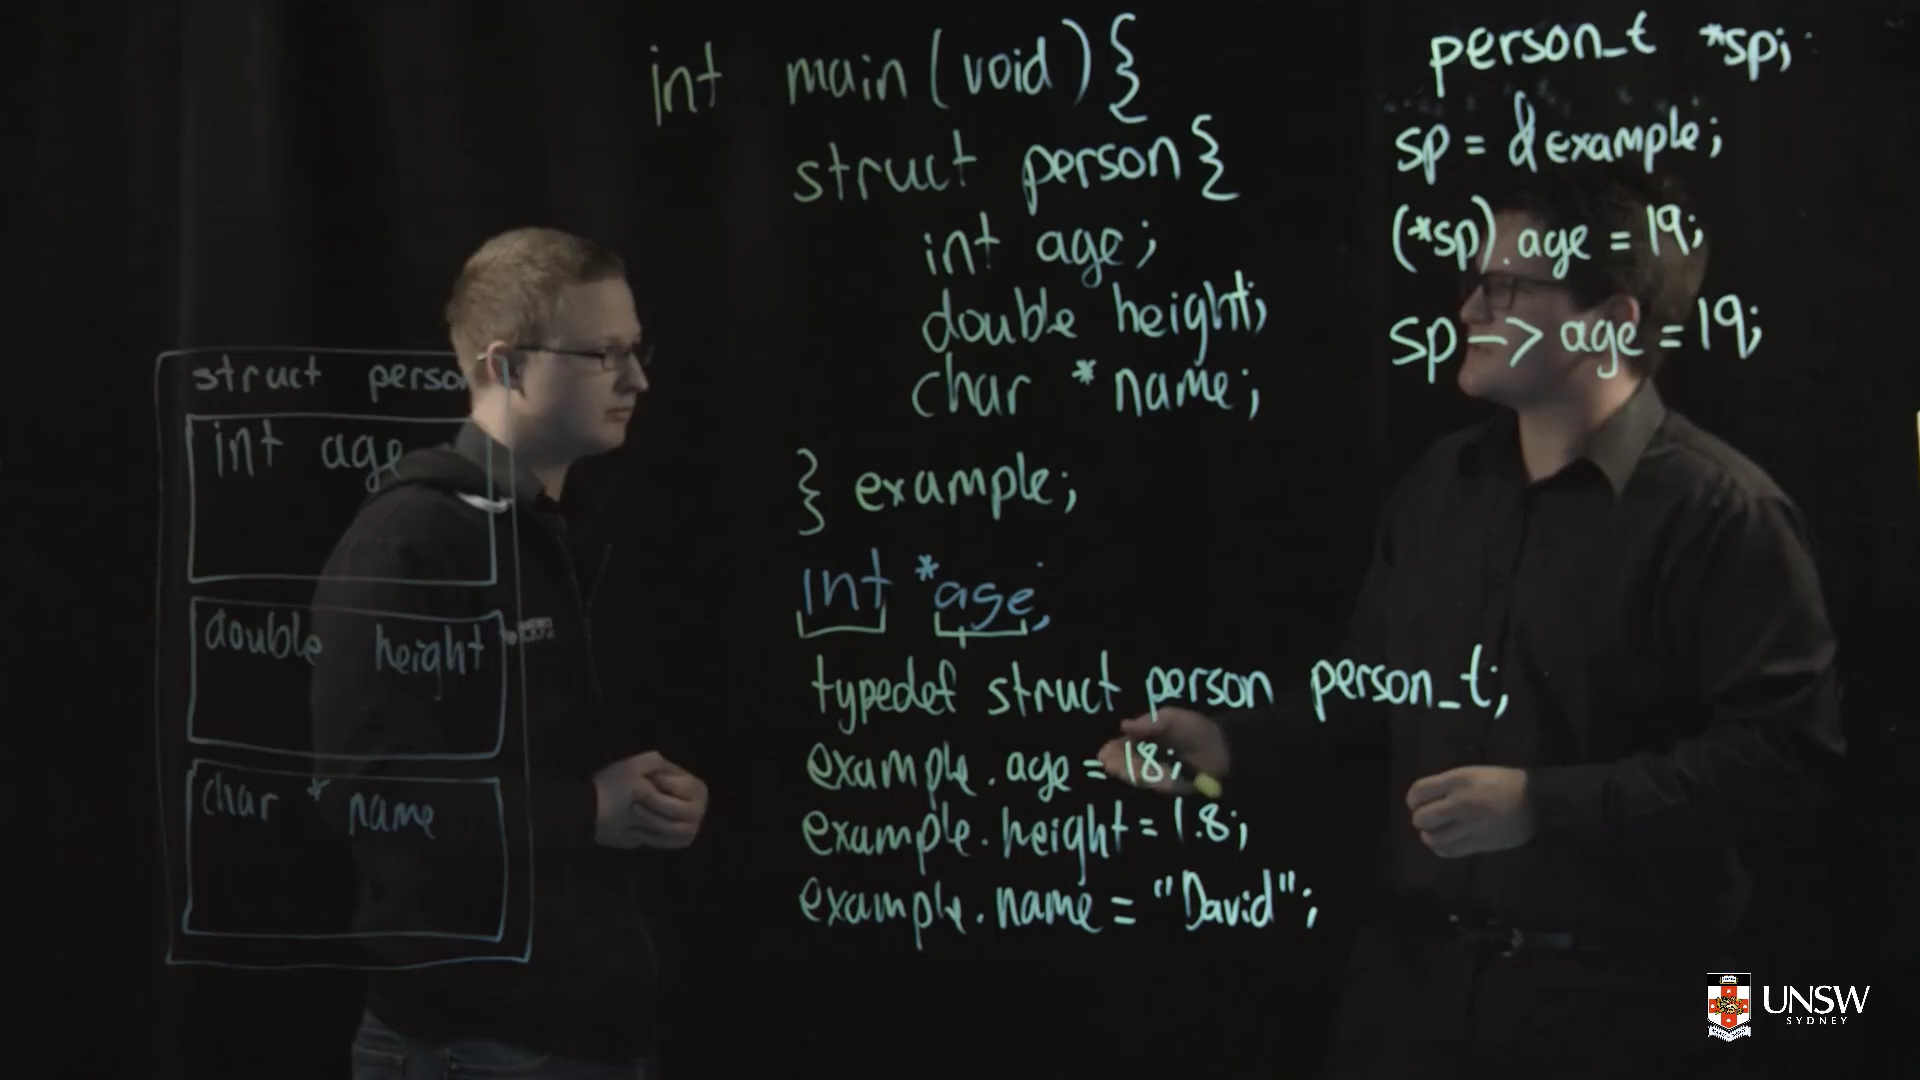 int main (void) {
struct person {
int age;
double height;
char * name;
} example;
int *age;
typedef struct person person_t;
example.age = 18;
example.height = 1.8;
example.name = "David";
person_t *sp;
sp = &example;
(*sp).age = 19;
sp -> age = 19;
struct person
int age
double height
char * name
UNSW
SYDNEY